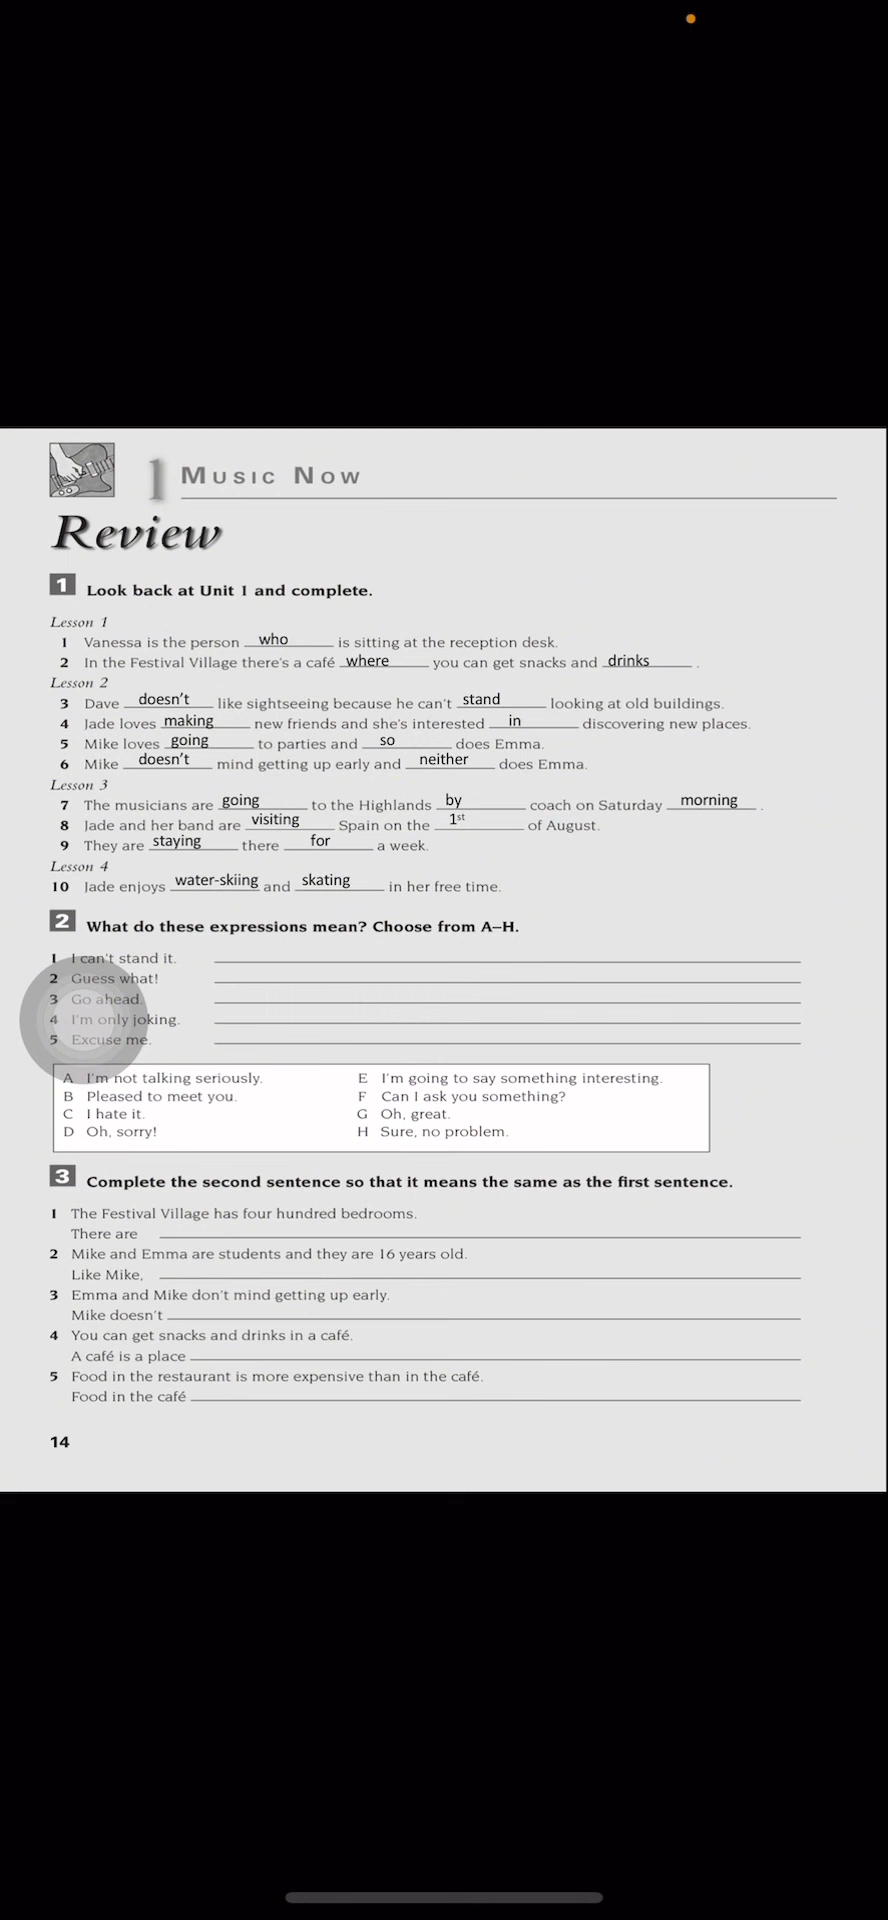 1 MUSIC NOW
Review
1 Look back at Unit 1 and complete.
Lesson 1
1 Vanessa is the person who is sitting at the reception desk.
2 In the Festival Village there's a café where you can get snacks and drinks .
Lesson 2
3 Dave doesn't like sightseeing because he can't stand looking at old buildings.
4 Jade loves making new friends and she's interested in discovering new places.
5 Mike loves going to parties and so does Emma.
6 Mike doesn't mind getting up early and neither does Emma.
Lesson 3
7 The musicians are going to the Highlands by coach on Saturday morning .
8 Jade and her band are visiting Spain on the 1st of August.
9 They are staying there for a week.
Lesson 4
10 Jade enjoys water-skiing and skating in her free time.
2 What do these expressions mean? Choose from A–H.
1 I can't stand it.
2 Guess what!
3 Go ahead.
4 I'm only joking.
5 Excuse me.
A I'm not talking seriously.
B Pleased to meet you.
C I hate it.
D Oh, sorry!
E I'm going to say something interesting.
F Can I ask you something?
G Oh, great.
H Sure, no problem.
3 Complete the second sentence so that it means the same as the first sentence.
1 The Festival Village has four hundred bedrooms.
There are
2 Mike and Emma are students and they are 16 years old.
Like Mike,
3 Emma and Mike don't mind getting up early.
Mike doesn't
4 You can get snacks and drinks in a café.
A café is a place
5 Food in the restaurant is more expensive than in the café.
Food in the café
14